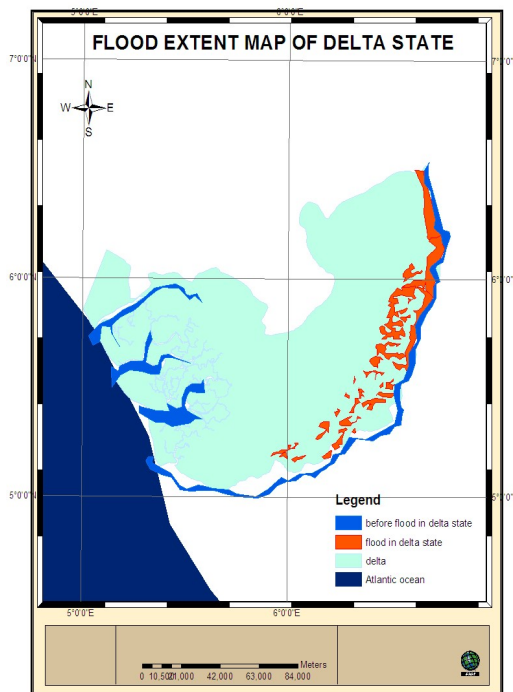 5°0'0"E 6°0'0"E
FLOOD EXTENT MAP OF DELTA STATE
7°0'0"N 7°0'0"N
N
W E
S
6°0'0"N 6°0'0"N
5°0'0"N 5°0'0"N
Legend
before flood in delta state
flood in delta state
delta
Atlantic ocean
5°0'0"E 6°0'0"E
Meters
0 10,500 21,000 42,000 63,000 84,000